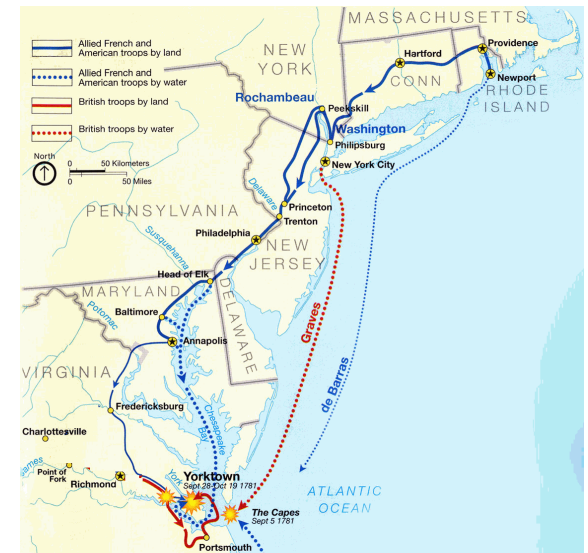 MASSACHUSETTS
Allied French and
American troops by land
Allied French and
American troops by water
British troops by land
British troops by water
North
0 50 Kilometers
0 50 Miles
NEW
YORK
Hartford
Providence
CONN
Newport
RHODE
ISLAND
Rochambeau
Peekskill
Washington
Philipsburg
New York City
Delaware
PENNSYLVANIA
Princeton
Trenton
Philadelphia
NEW
JERSEY
Susquehanna
Head of Elk
MARYLAND
DELAWARE
Potomac
Baltimore
Annapolis
Graves
de Barras
VIRGINIA
Fredericksburg
Chesapeake
Bay
Charlottesville
James
Point of
Fork
Richmond
York
Yorktown
Sept 28-Oct 19 1781
The Capes
Sept 5 1781
ATLANTIC
OCEAN
Portsmouth